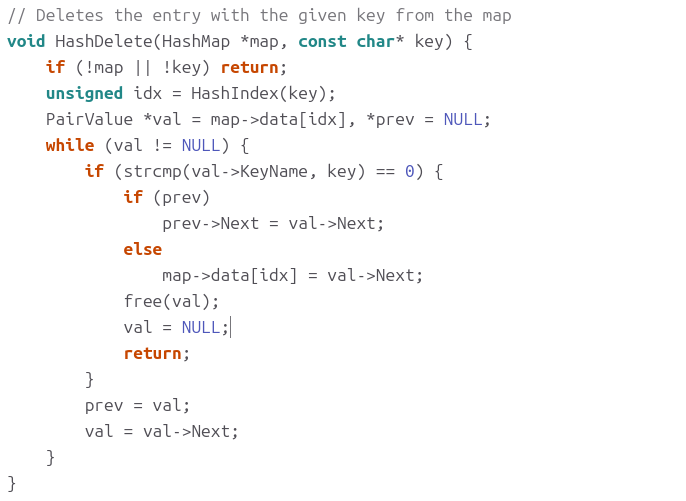 // Deletes the entry with the given key from the map
void HashDelete(HashMap *map, const char* key) {
    if (!map || !key) return;
    unsigned idx = HashIndex(key);
    PairValue *val = map->data[idx], *prev = NULL;
    while (val != NULL) {
        if (strcmp(val->KeyName, key) == 0) {
            if (prev)
                prev->Next = val->Next;
            else
                map->data[idx] = val->Next;
            free(val);
            val = NULL;
            return;
        }
        prev = val;
        val = val->Next;
    }
}